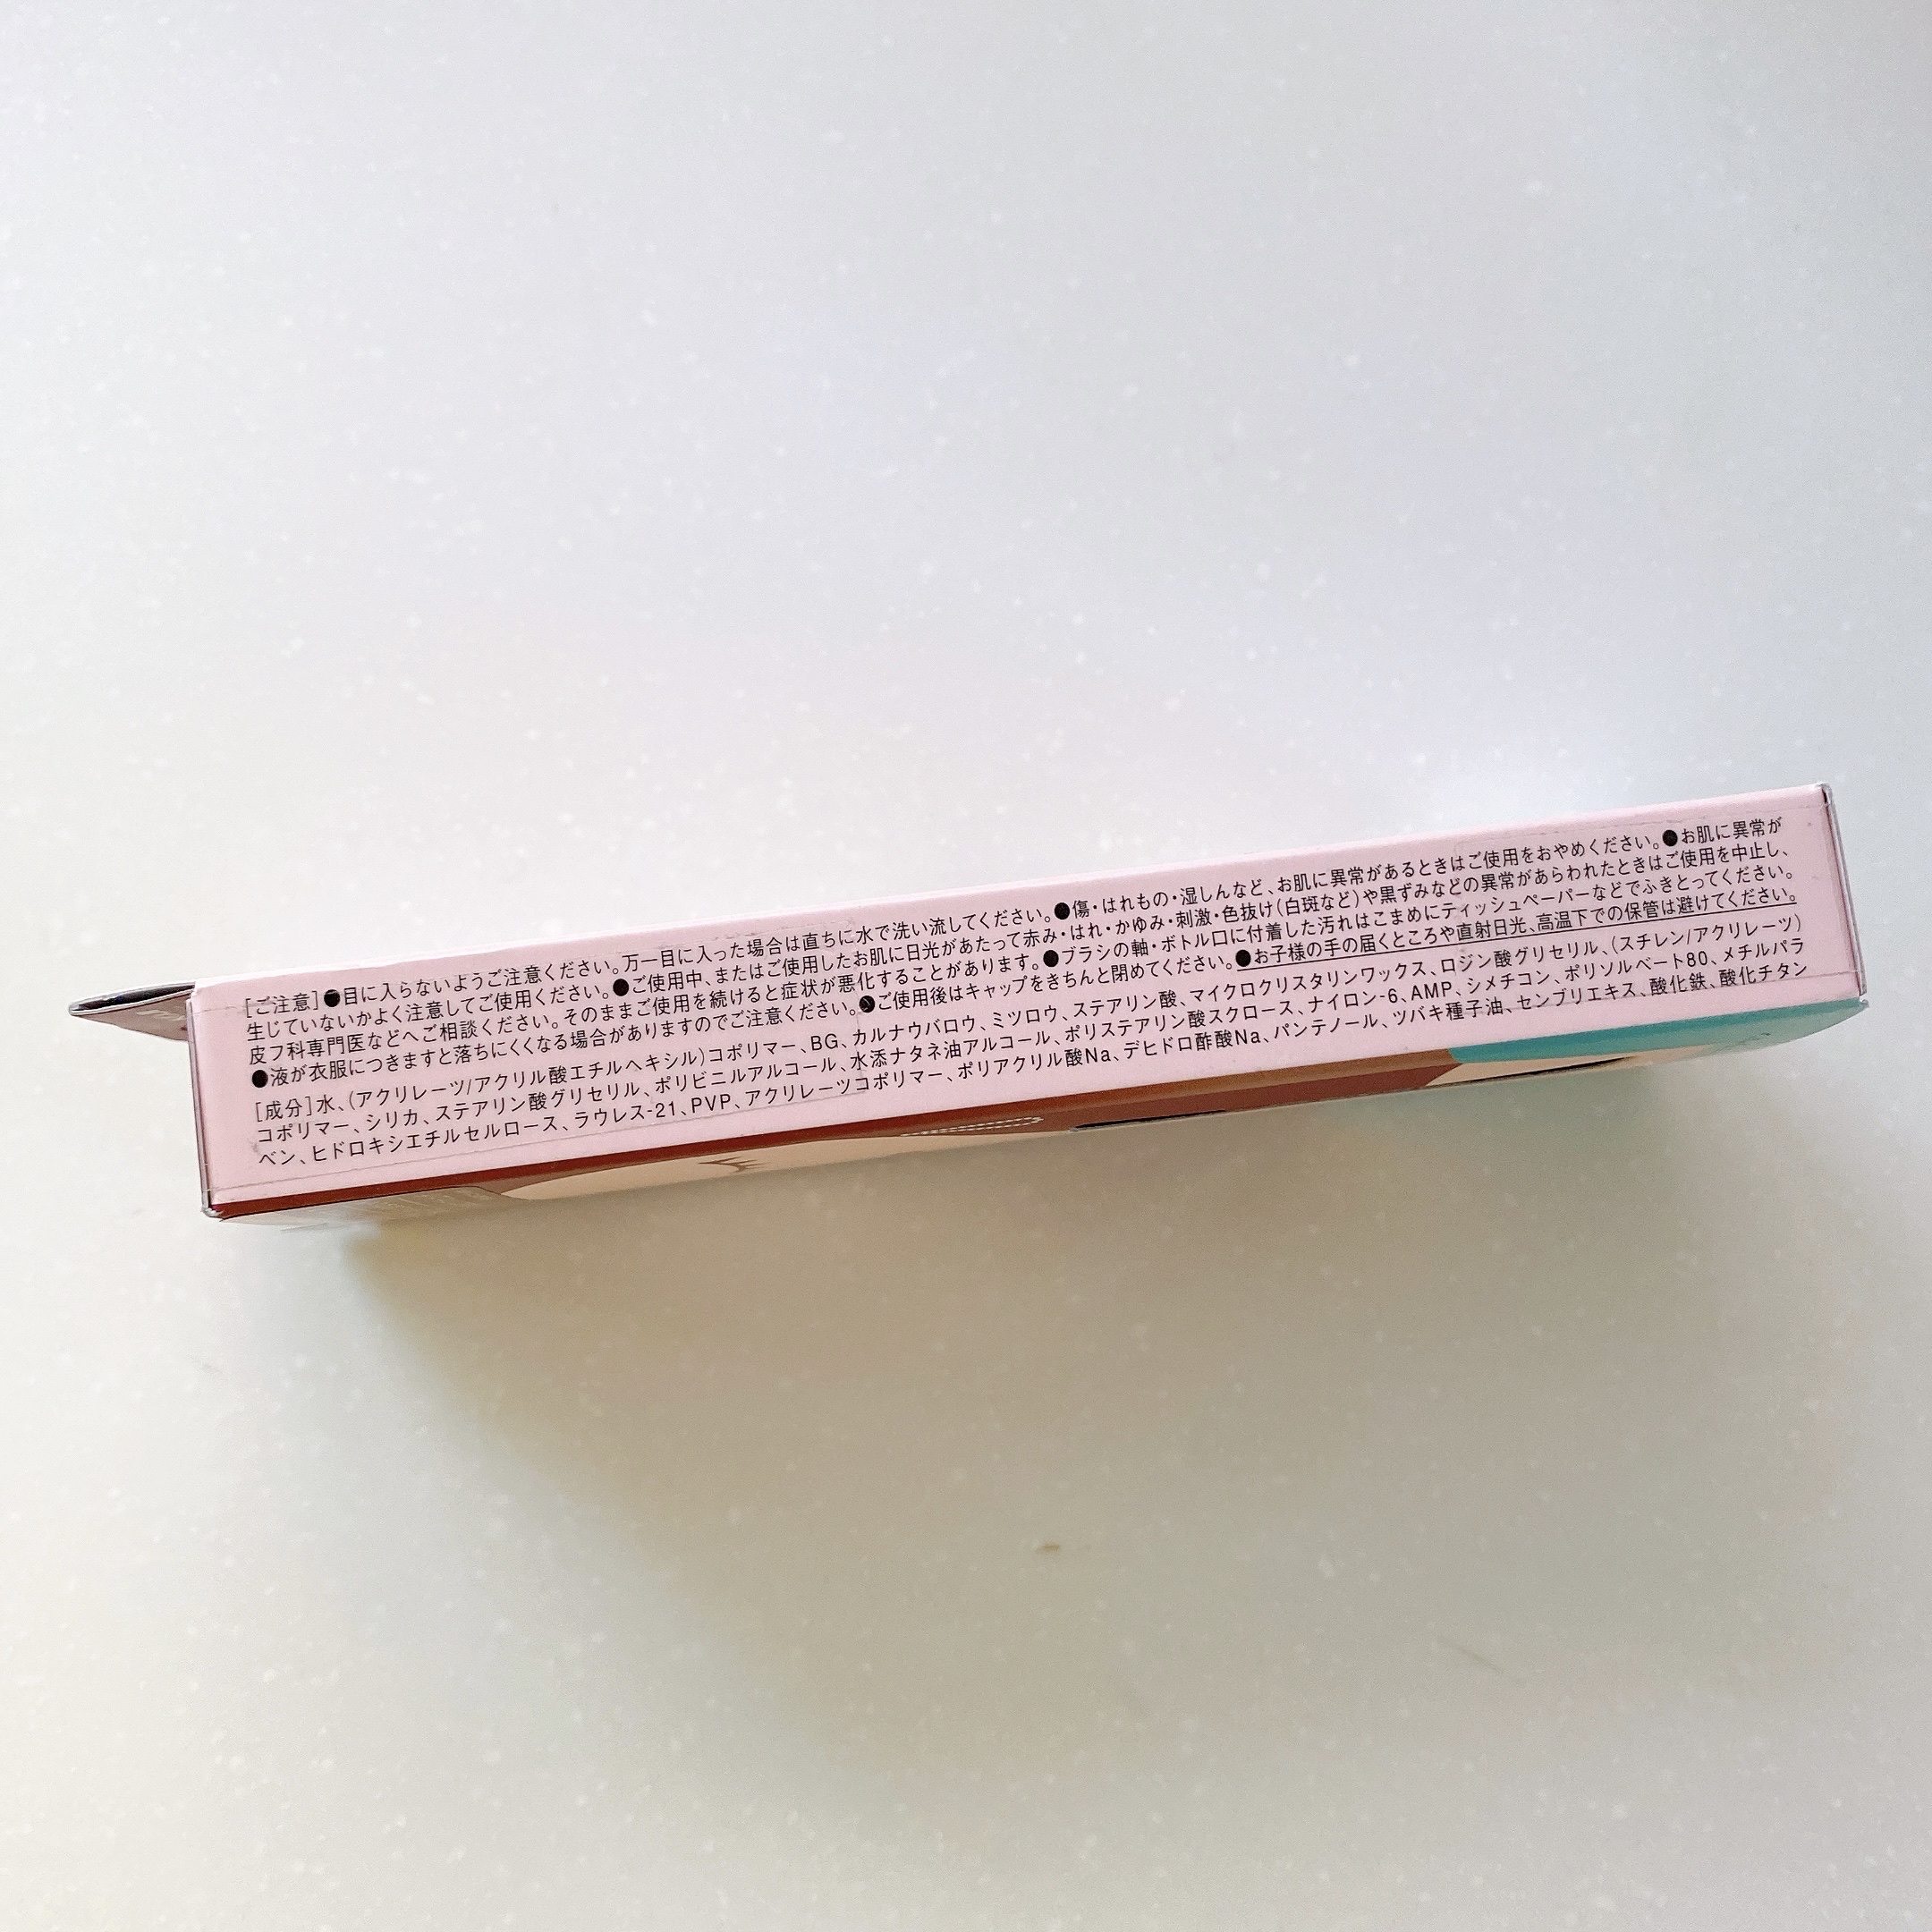 [ご注意]●目に入らないようご注意ください。万一目に入った場合は直ちに水で洗い流してください。●傷・はれもの・湿しんなど、お肌に異常があるときはご使用をおやめください。●お肌に異常が
生じていないかよく注意してご使用ください。●ご使用中、またはご使用したお肌に日光があたって赤み・はれ・かゆみ・刺激・色抜け(白斑など)や黒ずみなどの異常があらわれたときはご使用を中止し、
皮フ科専門医などへご相談ください。そのままご使用を続けると症状が悪化することがあります。●ブラシの軸・ボトル口に付着した汚れはこまめにティッシュペーパーなどでふきとってください。
●液が衣服につきますと落ちにくくなる場合がありますのでご注意ください。●ご使用後はキャップをきちんと閉めてください。●お子様の手の届くところや直射日光、高温下での保管は避けてください。
[成分]水、(アクリレーツ/アクリル酸エチルヘキシル)コポリマー、BG、カルナウバロウ、ミツロウ、ステアリン酸、マイクロクリスタリンワックス、ロジン酸グリセリル、(スチレン/アクリレーツ)
コポリマー、シリカ、ステアリン酸グリセリル、ポリビニルアルコール、水添ナタネ油アルコール、ポリステアリン酸スクロース、ナイロン-6、AMP、シメチコン、ポリソルベート80、メチルパラ
ベン、ヒドロキシエチルセルロース、ラウレス-21、PVP、アクリレーツコポリマー、ポリアクリル酸Na、デヒドロ酢酸Na、パンテノール、ツバキ種子油、センブリエキス、酸化鉄、酸化チタン